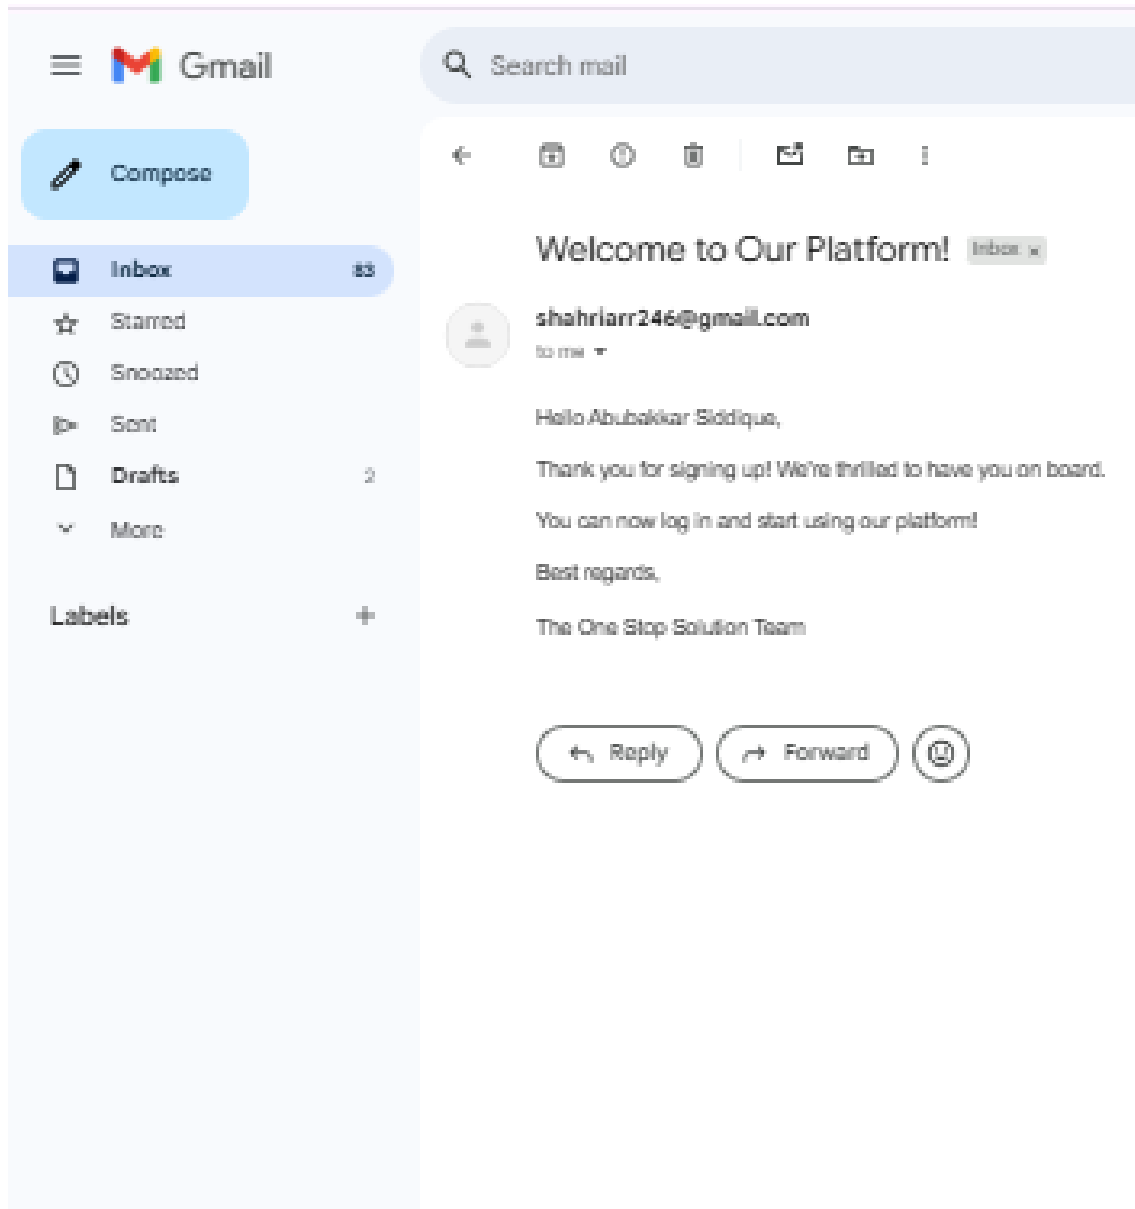 Gmail
Search mail
Compose
Inbox 83
Starred
Snoozed
Sent
Drafts 2
More
Labels
Welcome to Our Platform! Inbox x
shahriarr246@gmail.com
to me
Hello Abubakkar Siddique,
Thank you for signing up! We're thrilled to have you on board.
You can now log in and start using our platform!
Best regards,
The One Stop Solution Team
Reply
Forward